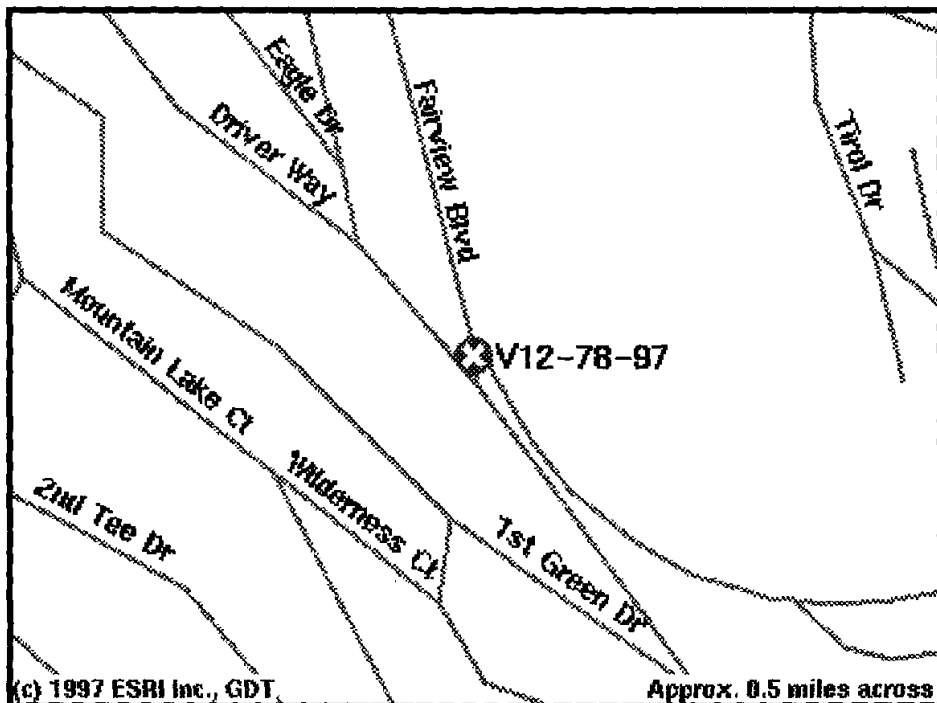 Eagle Dr
Fairview Blvd
Driver Way
Tirol Dr
Mountain Lake Ct
V12-78-97
2nd Tee Dr
Wilderness Ct
1st Green Dr
(c) 1997 ESRI Inc., GDT
Approx. 0.5 miles across